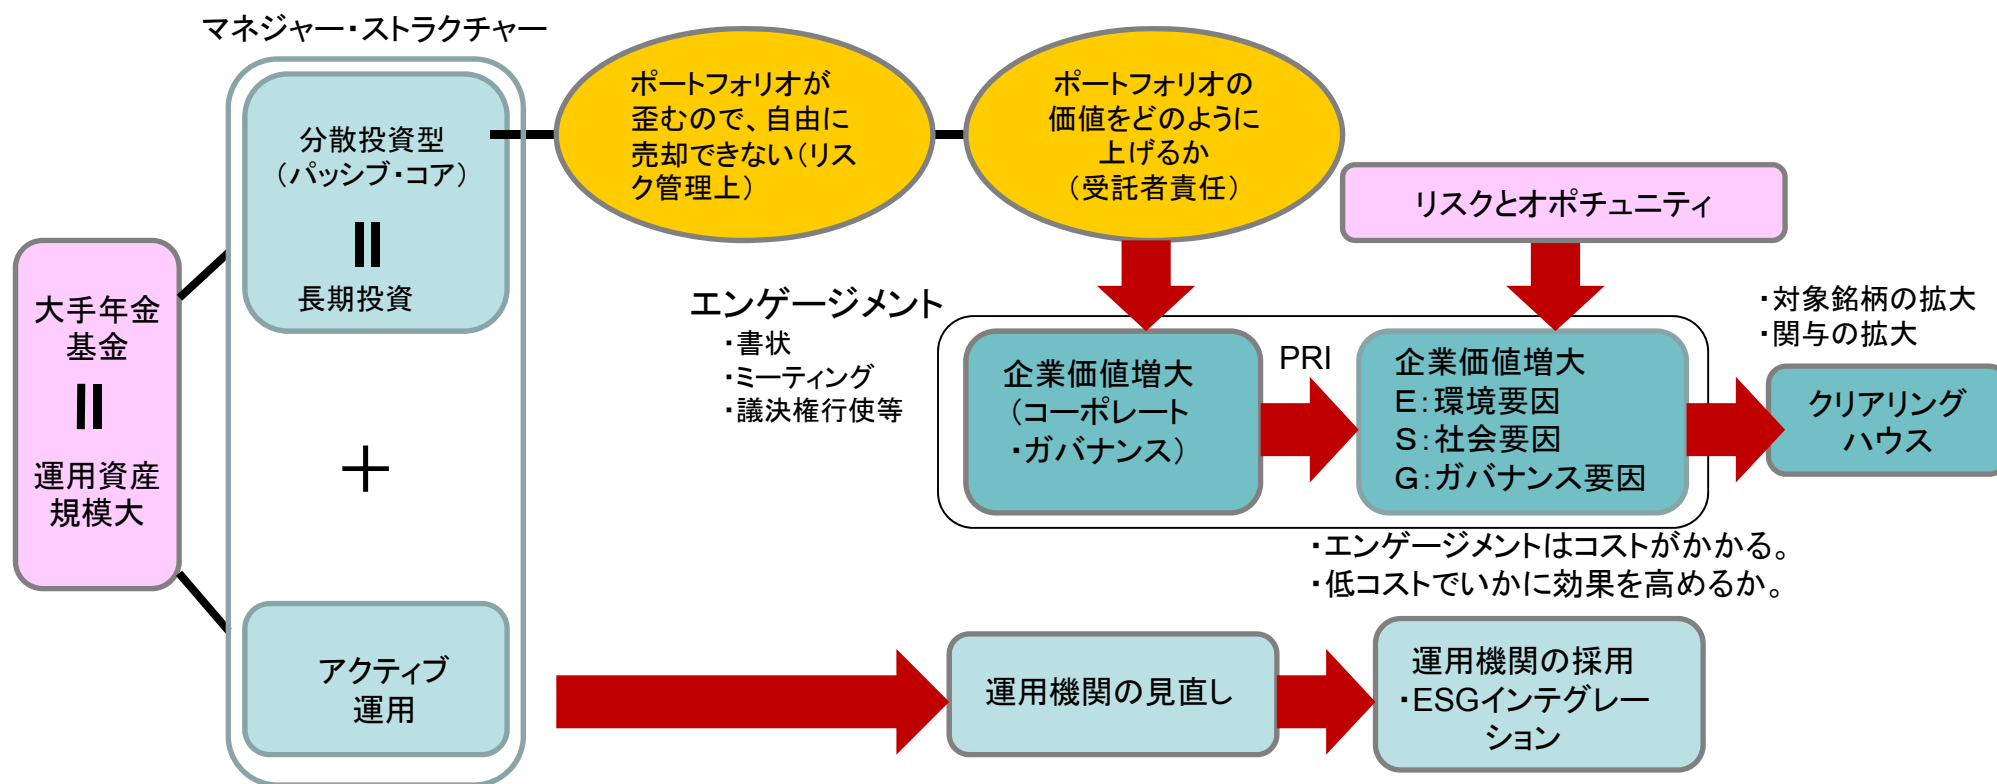 マネジャー・ストラクチャー
分散投資型
（パッシブ・コア）
長期投資
ポートフォリオが
歪むので、自由に
売却できない（リス
ク管理上）
ポートフォリオの
価値をどのように
上げるか
（受託者責任）
リスクとオポチュニティ
大手年金
基金
運用資産
規模大
＋
エンゲージメント
・書状
・ミーティング
・議決権行使等
企業価値増大
（コーポレート
・ガバナンス）
PRI
企業価値増大
E：環境要因
S：社会要因
G：ガバナンス要因
・対象銘柄の拡大
・関与の拡大
クリアリング
ハウス
・エンゲージメントはコストがかかる。
・低コストでいかに効果を高めるか。
アクティブ
運用
運用機関の見直し
運用機関の採用
・ESGインテグレー
ション